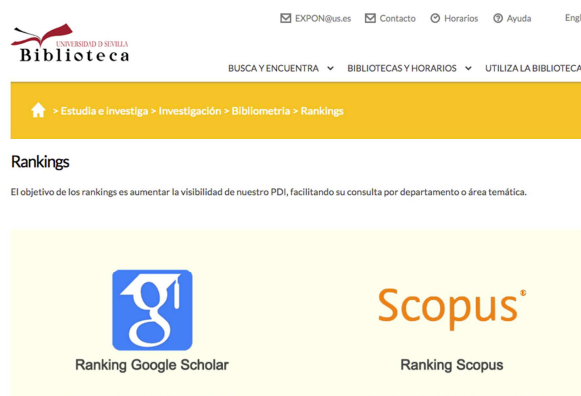 EXPON@us.es Contacto Horarios Ayuda Engl
UNIVERSIDAD D SEVILLA
Biblioteca
BUSCA Y ENCUENTRA BIBLIOTECAS Y HORARIOS UTILIZA LA BIBLIOTECA
> Estudia e investiga > Investigación > Bibliometria > Rankings
Rankings
El objetivo de los rankings es aumentar la visibilidad de nuestro PDI, facilitando su consulta por departamento o área temática.
g
Scopus®
Ranking Google Scholar
Ranking Scopus